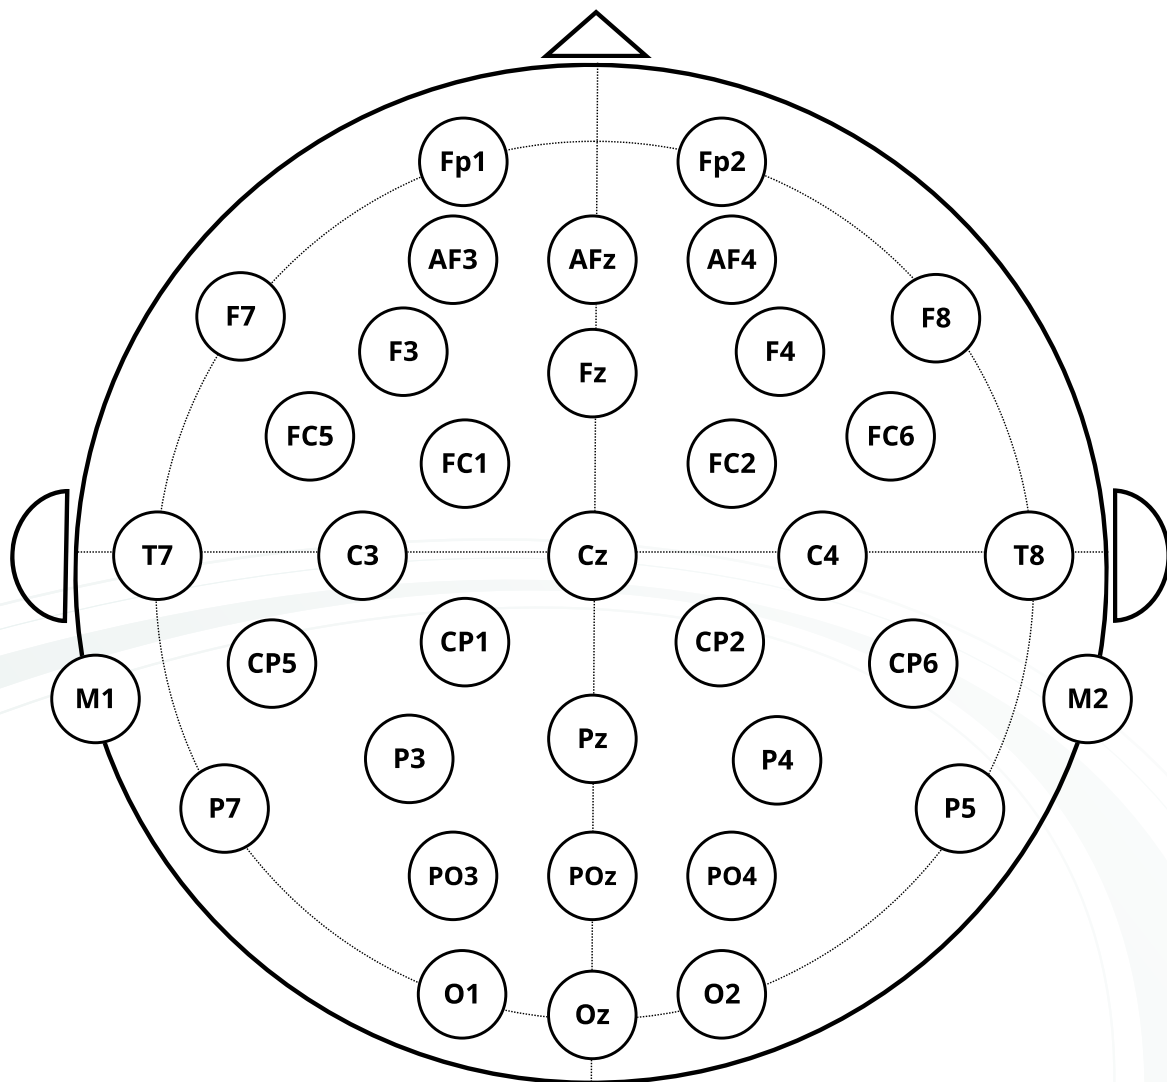 Fp1 Fp2
AF3 AFz AF4
F7 F8
F3 Fz F4
FC5 FC6
FC1 FC2
T7 C3 Cz C4 T8
CP1 CP2
CP5 CP6
M1 M2
Pz
P3 P4
P7 P5
PO3 POz PO4
O1 Oz O2